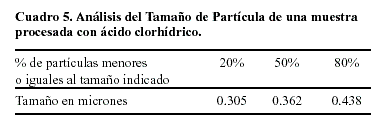 Cuadro 5. Análisis del Tamaño de Partícula de una muestra
procesada con ácido clorhídrico.
% de partículas menores 20% 50% 80%
o iguales al tamaño indicado
Tamaño en micrones 0.305 0.362 0.438